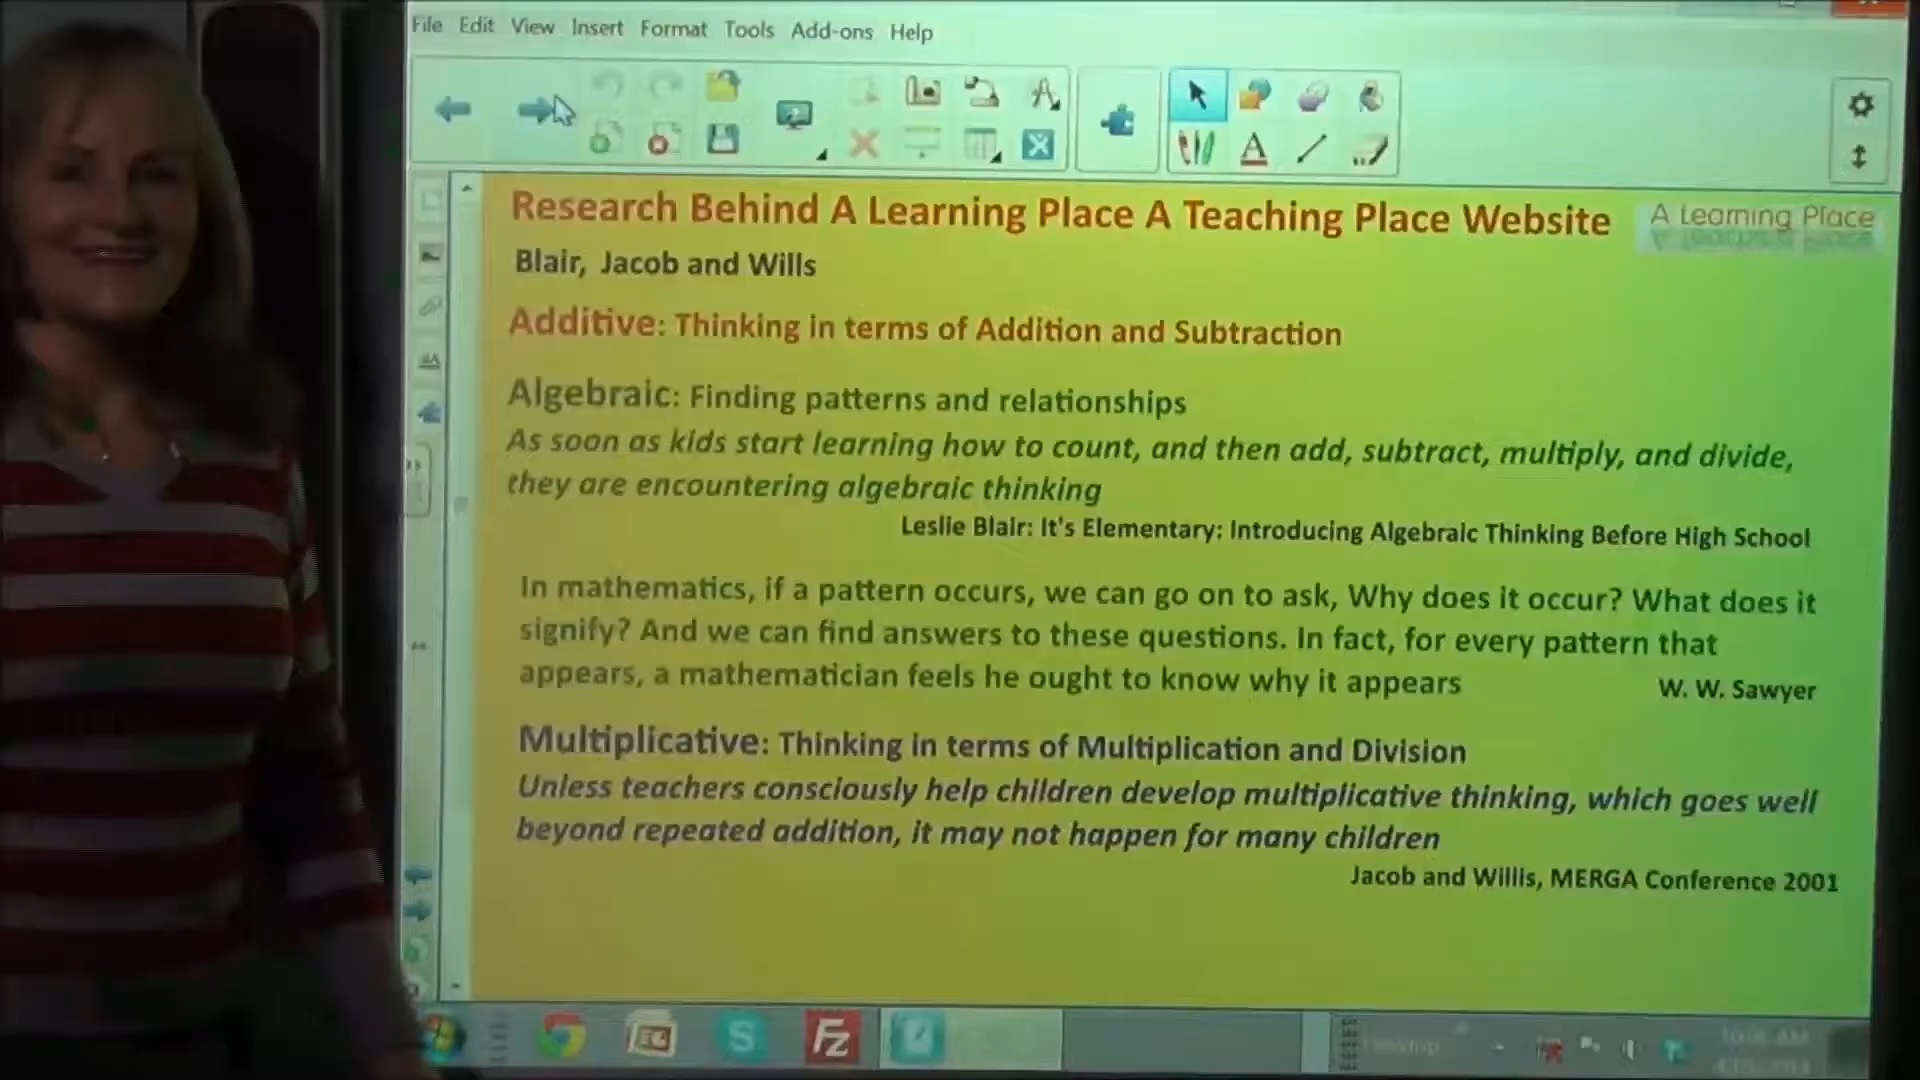 File Edit View Insert Format Tools Add-ons Help
Research Behind A Learning Place A Teaching Place Website
A Learning Place
Blair, Jacob and Wills
Additive: Thinking in terms of Addition and Subtraction
Algebraic: Finding patterns and relationships
As soon as kids start learning how to count, and then add, subtract, multiply, and divide,
they are encountering algebraic thinking
Leslie Blair: It's Elementary: Introducing Algebraic Thinking Before High School
In mathematics, if a pattern occurs, we can go on to ask, Why does it occur? What does it
signify? And we can find answers to these questions. In fact, for every pattern that
appears, a mathematician feels he ought to know why it appears
W. W. Sawyer
Multiplicative: Thinking in terms of Multiplication and Division
Unless teachers consciously help children develop multiplicative thinking, which goes well
beyond repeated addition, it may not happen for many children
Jacob and Willis, MERGA Conference 2001